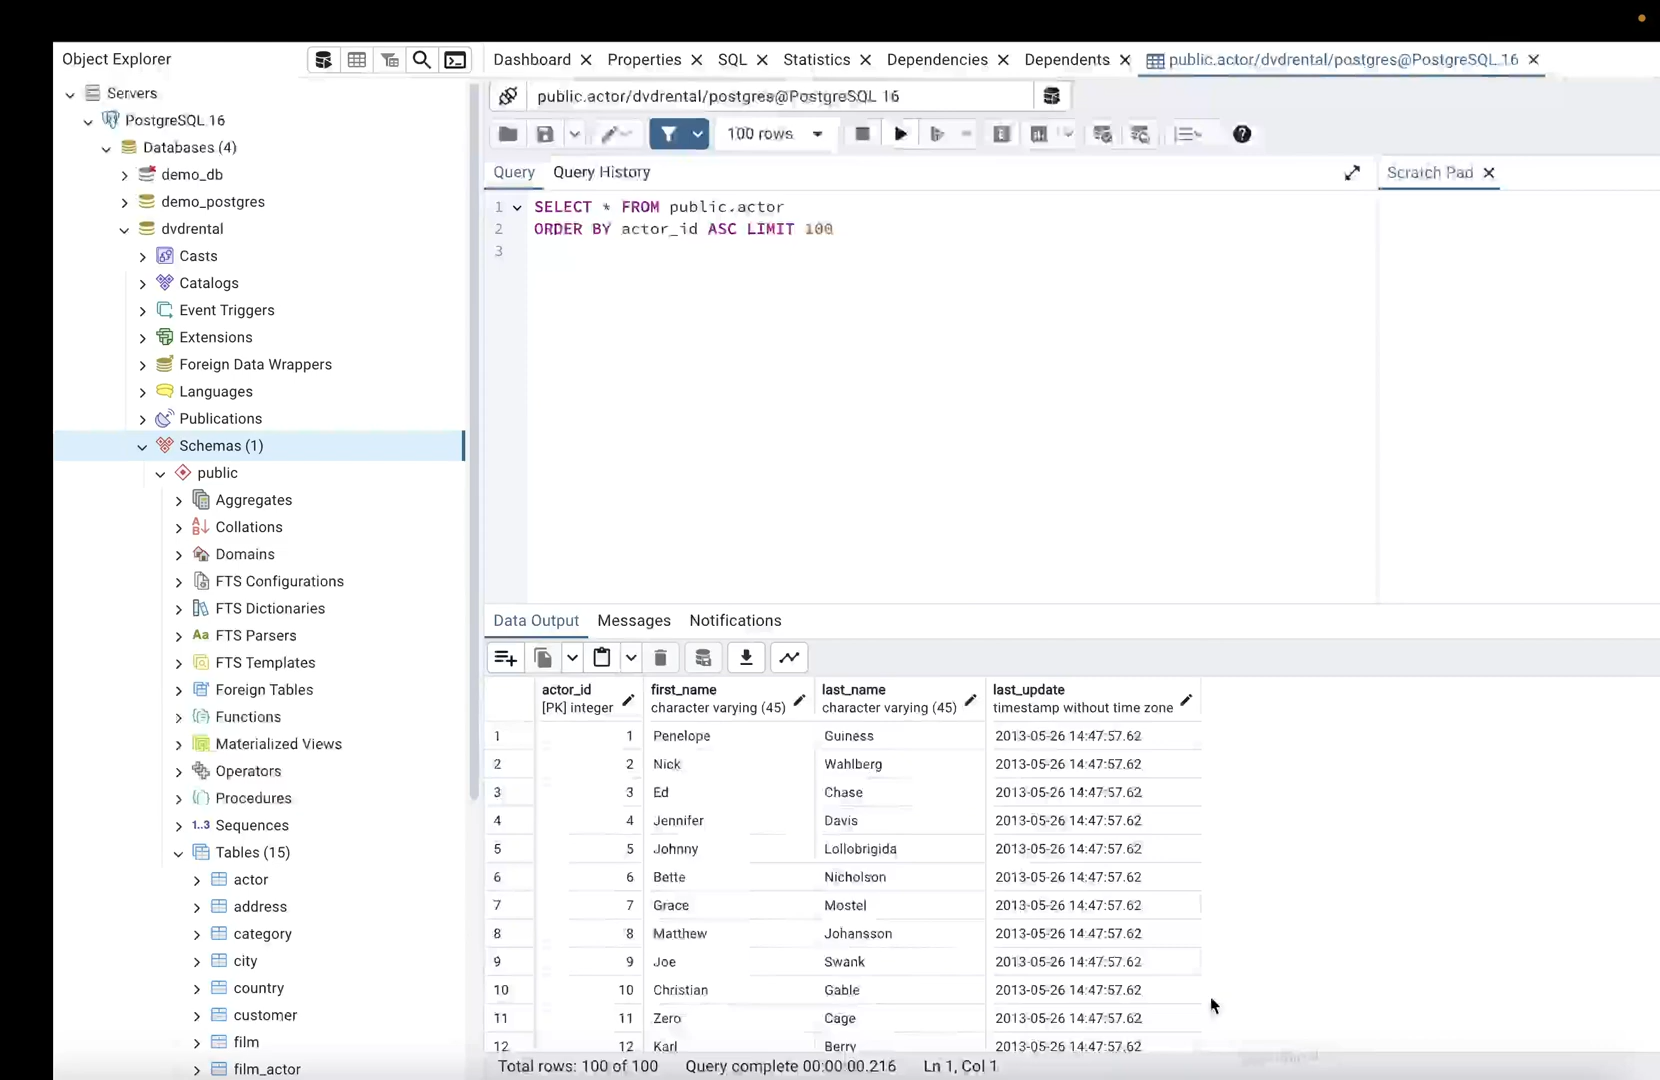 Object Explorer
Servers
PostgreSQL 16
Databases (4)
demo_db
demo_postgres
dvdrental
Casts
Catalogs
Event Triggers
Extensions
Foreign Data Wrappers
Languages
Publications
Schemas (1)
public
Aggregates
Collations
Domains
FTS Configurations
FTS Dictionaries
Aa FTS Parsers
FTS Templates
Foreign Tables
Functions
Materialized Views
Operators
Procedures
1..3 Sequences
Tables (15)
actor
address
category
city
country
customer
film
film_actor
Dashboard Properties SQL Statistics Dependencies Dependents public.actor/dvdrental/postgres@PostgreSQL 16
public.actor/dvdrental/postgres@PostgreSQL 16
100 rows
Query Query History Scratch Pad
1 SELECT * FROM public.actor
2 ORDER BY actor_id ASC LIMIT 100
3
Data Output Messages Notifications
actor_id first_name last_name last_update
[PK] integer character varying (45) character varying (45) timestamp without time zone
1 1 Penelope Guiness 2013-05-26 14:47:57.62
2 2 Nick Wahlberg 2013-05-26 14:47:57.62
3 3 Ed Chase 2013-05-26 14:47:57.62
4 4 Jennifer Davis 2013-05-26 14:47:57.62
5 5 Johnny Lollobrigida 2013-05-26 14:47:57.62
6 6 Bette Nicholson 2013-05-26 14:47:57.62
7 7 Grace Mostel 2013-05-26 14:47:57.62
8 8 Matthew Johansson 2013-05-26 14:47:57.62
9 9 Joe Swank 2013-05-26 14:47:57.62
10 10 Christian Gable 2013-05-26 14:47:57.62
11 11 Zero Cage 2013-05-26 14:47:57.62
12 12 Karl Berry 2013-05-26 14:47:57.62
Total rows: 100 of 100 Query complete 00:00:00.216 Ln 1, Col 1